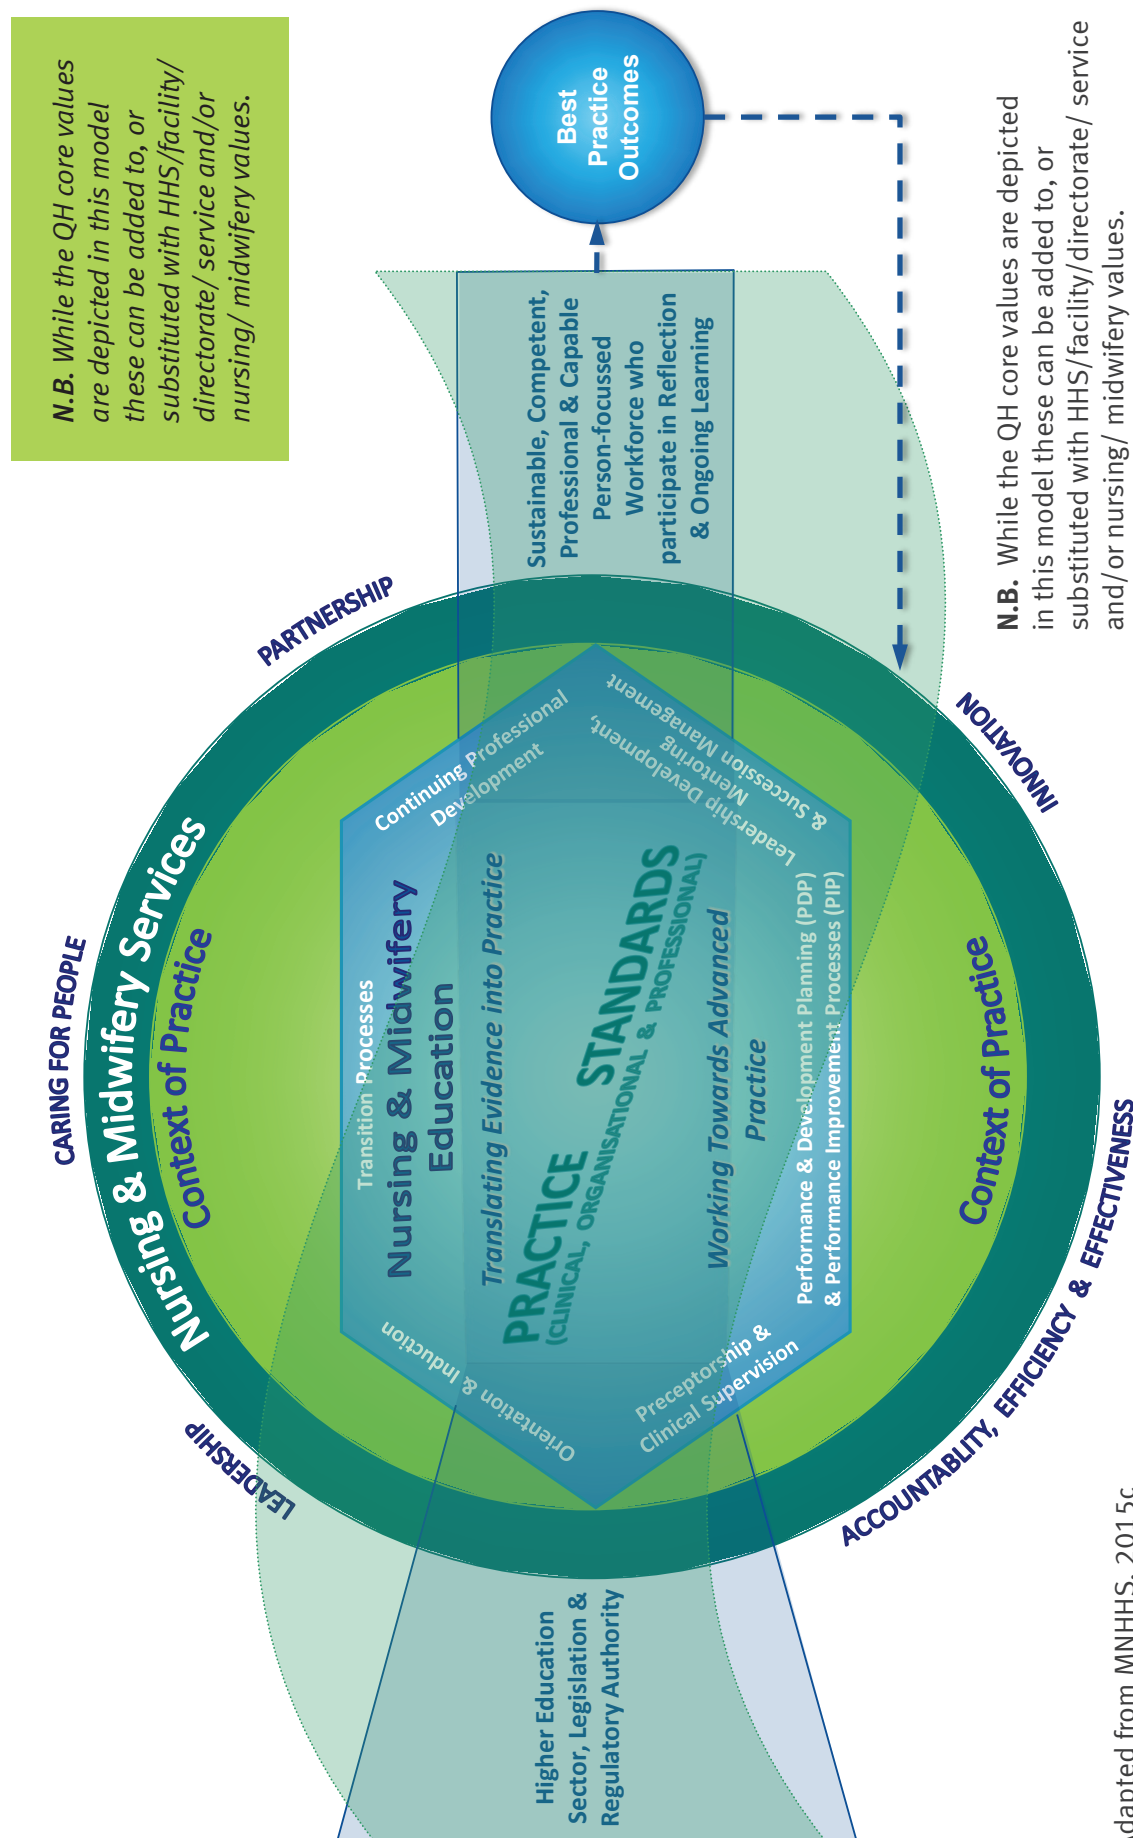 N.B. While the QH core values
are depicted in this model
these can be added to, or
substituted with HHS/facility/
directorate/ service and/or
nursing/ midwifery values.
CARING FOR PEOPLE
LEADERSHIP
PARTNERSHIP
Nursing & Midwifery Services
Context of Practice
Transition Processes
Orientation & Induction
Continuing Professional
Development
Nursing & Midwifery
Education
Translating Evidence into Practice
PRACTICE STANDARDS
(CLINICAL, ORGANISATIONAL & PROFESSIONAL)
Working Towards Advanced
Practice
Preceptorship &
Clinical Supervision
Performance & Development Planning (PDP)
& Performance Improvement Processes (PIP)
Leadership Development,
Mentoring
& Succession Management
Context of Practice
Higher Education
Sector, Legislation &
Regulatory Authority
Sustainable, Competent,
Professional & Capable
Person-focussed
Workforce who
participate in Reflection
& Ongoing Learning
Best
Practice
Outcomes
ACCOUNTABLITY, EFFICIENCY & EFFECTIVENESS
INNOVATION
N.B. While the QH core values are depicted
in this model these can be added to, or
substituted with HHS/facility/directorate/ service
and/or nursing/ midwifery values.
dapted from MNHHS, 2015c